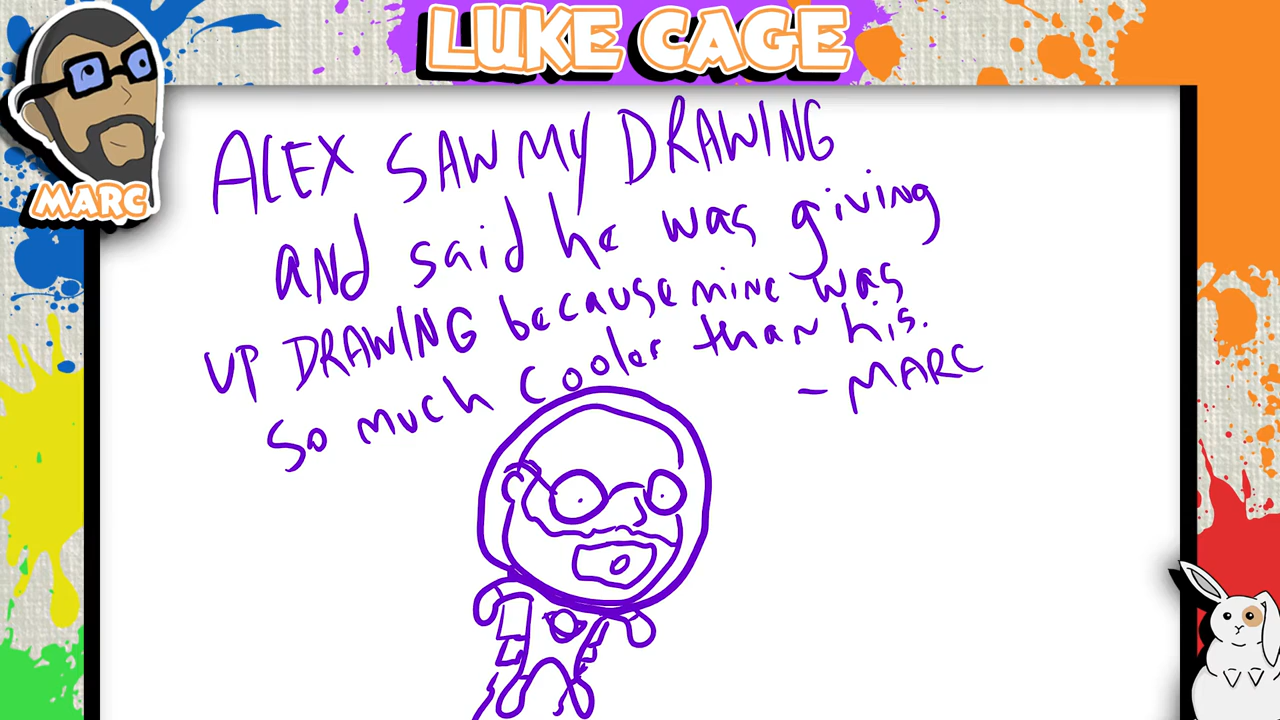 LUKE CAGE
MARC
ALEX SAW MY DRAWING
AND said he was giving
UP DRAWING because mine was
so much cooler than his.
- MARC